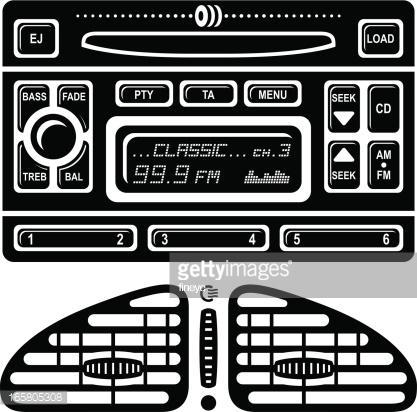 EJ
LOAD
BASS FADE
PTY TA MENU
SEEK
CD
...CLASSIC... CH.3
99.9 FM
TREB BAL
SEEK
AM
FM
1 2 3 4 5 6
gettyimages®
fineyo
165805308